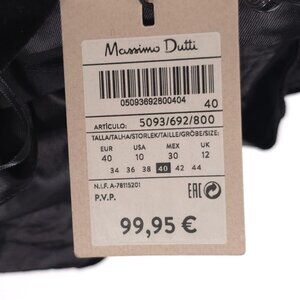 Massimo Dutti
05093692800404 40
ARTÍCULO: 5093/692/800
TALLA/TALHA/STORLEK/TAILLE/GRÖßE/SIZE:
EUR USA MEX UK
40 10 30 12
34 36 38 40 42 44
N.I.F. A-78115201
P.V.P.
EAC
99,95 €